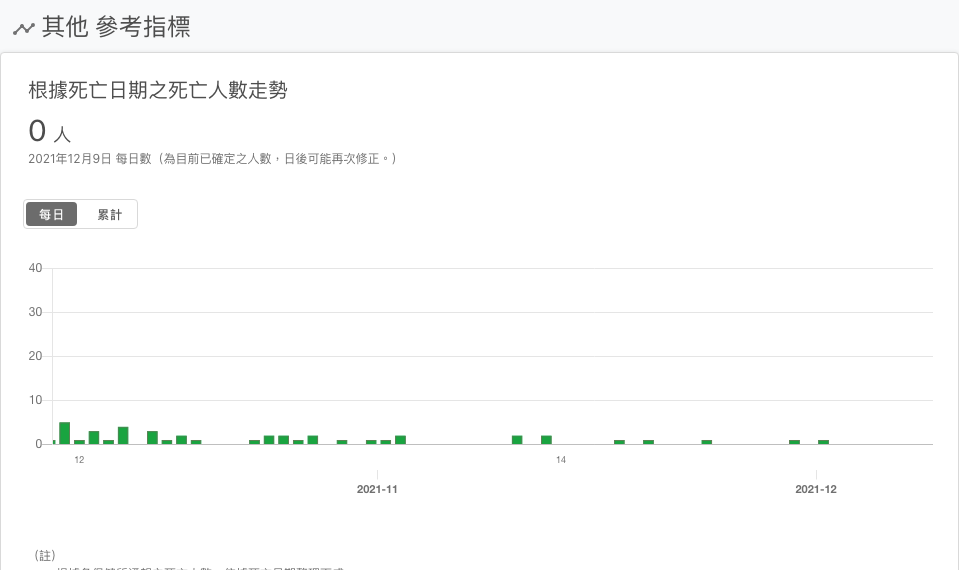 其他 參考指標
根據死亡日期之死亡人數走勢
0 人
2021年12月9日 每日數（為目前已確定之人數，日後可能再次修正。）
每日 累計
40
30
20
10
0
12 14
2021-11 2021-12
（註）